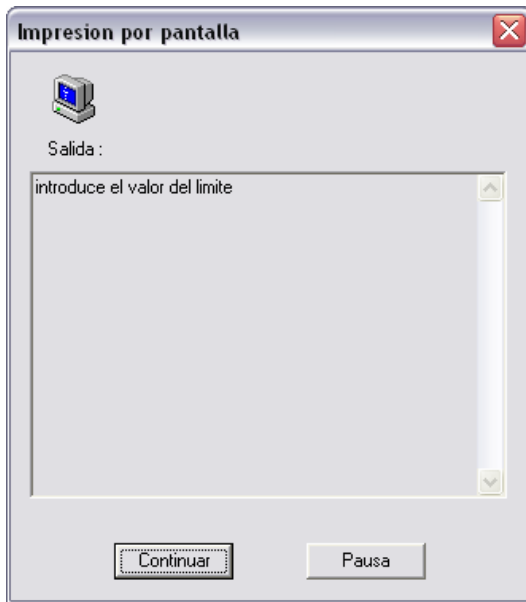 Impresion por pantalla
Salida :
introduce el valor del limite
Continuar Pausa